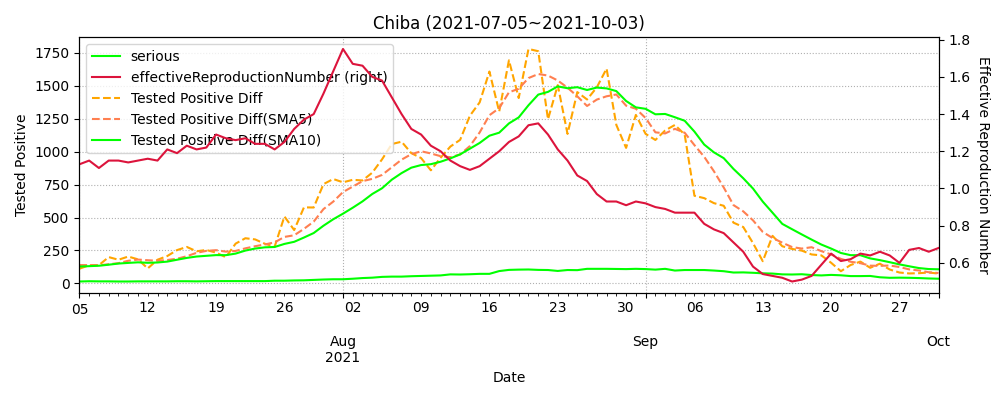 Chiba (2021-07-05~2021-10-03)
serious
effectiveReproductionNumber (right)
Tested Positive Diff
Tested Positive Diff(SMA5)
Tested Positive Diff(SMA10)
Tested Positive
1750
1500
1250
1000
750
500
250
0
1.8
1.6
1.4
1.2
1.0
0.8
0.6
Effective Reproduction Number
05 12 19 26 02 09 16 23 30 06 13 20 27
Aug Sep Oct
2021
Date